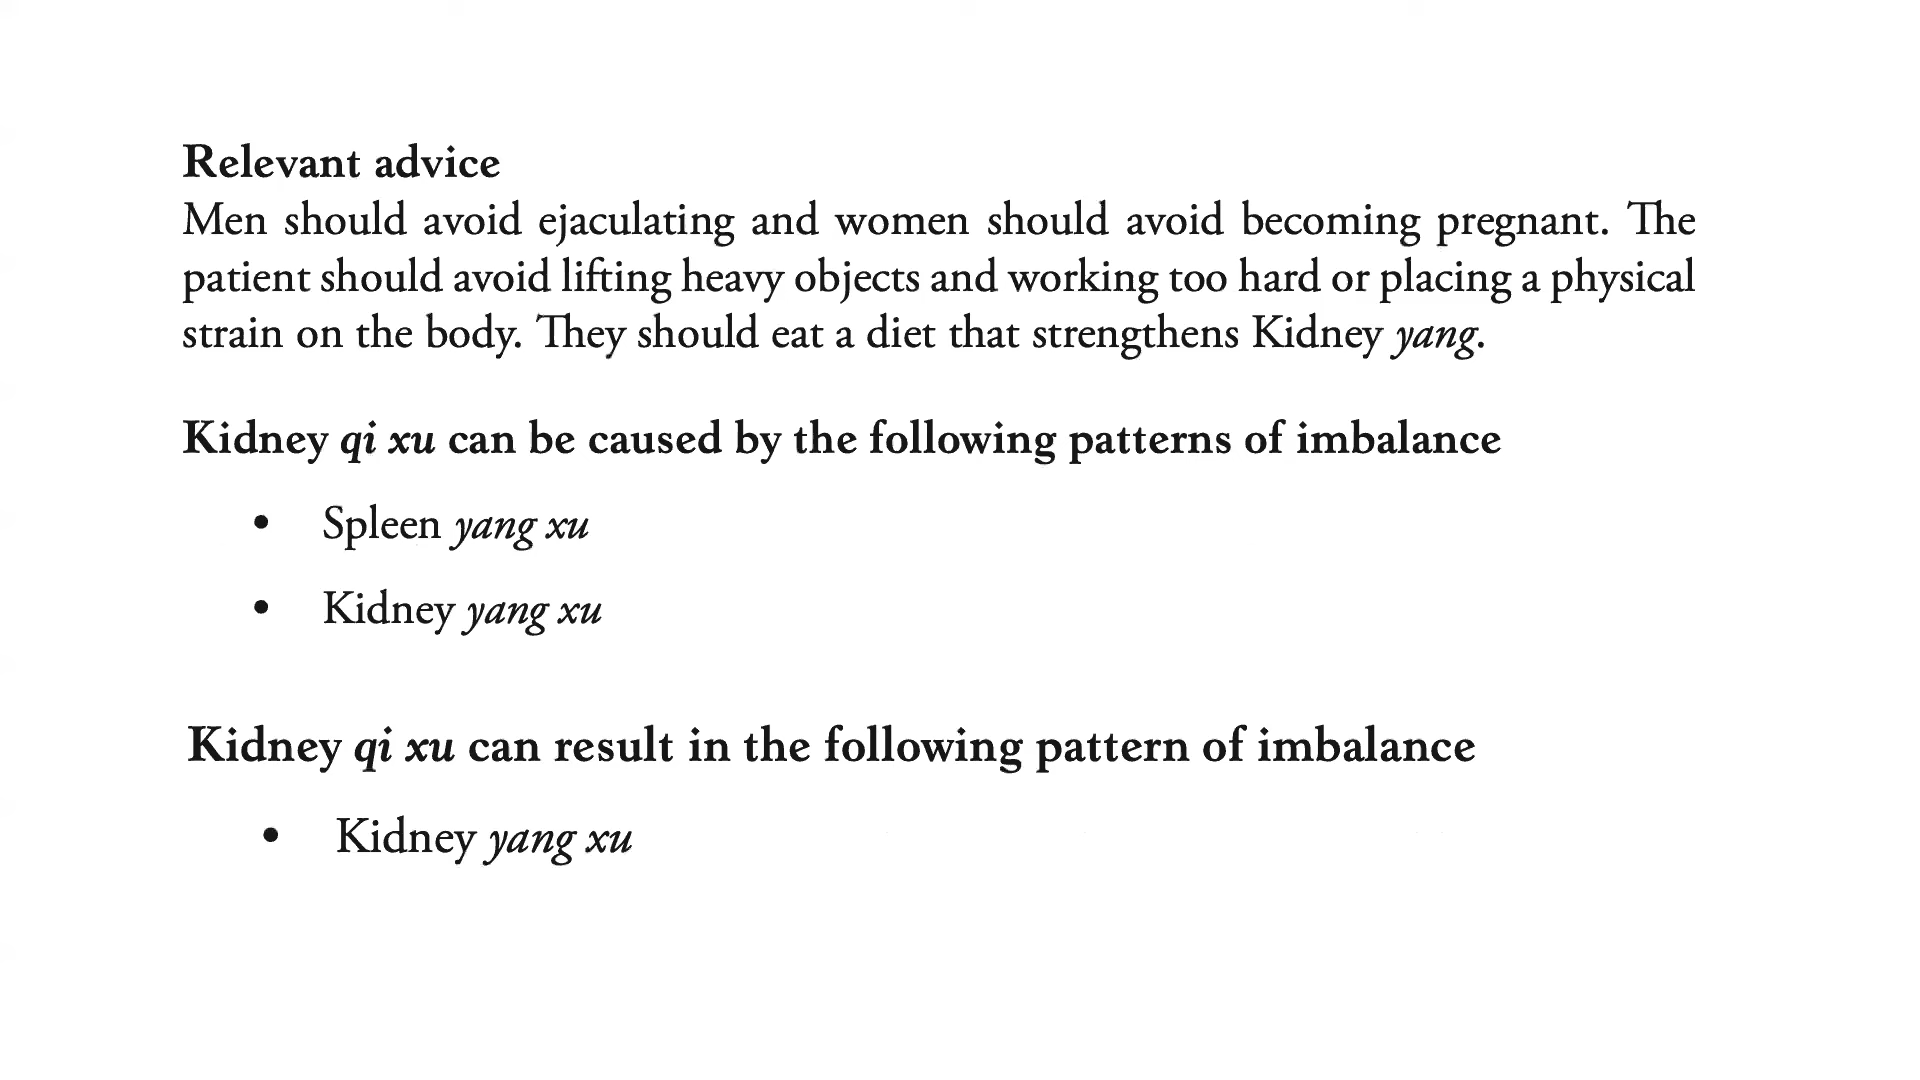 Relevant advice
Men should avoid ejaculating and women should avoid becoming pregnant. The
patient should avoid lifting heavy objects and working too hard or placing a physical
strain on the body. They should eat a diet that strengthens Kidney yang.
Kidney qi xu can be caused by the following patterns of imbalance
• Spleen yang xu
• Kidney yang xu
Kidney qi xu can result in the following pattern of imbalance
• Kidney yang xu